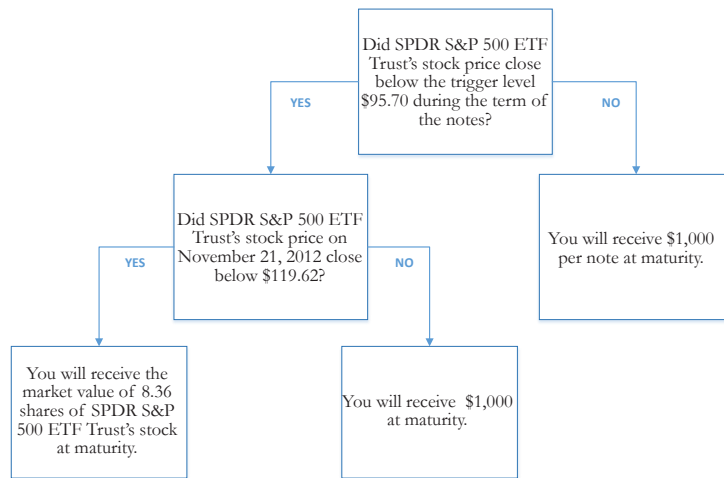 Did SPDR S&P 500 ETF
Trust's stock price close
below the trigger level
$95.70 during the term of
the notes?
YES
NO
Did SPDR S&P 500 ETF
Trust's stock price on
November 21, 2012 close
below $119.62?
You will receive $1,000
per note at maturity.
YES
NO
You will receive the
market value of 8.36
shares of SPDR S&P
500 ETF Trust's stock
at maturity.
You will receive $1,000
at maturity.